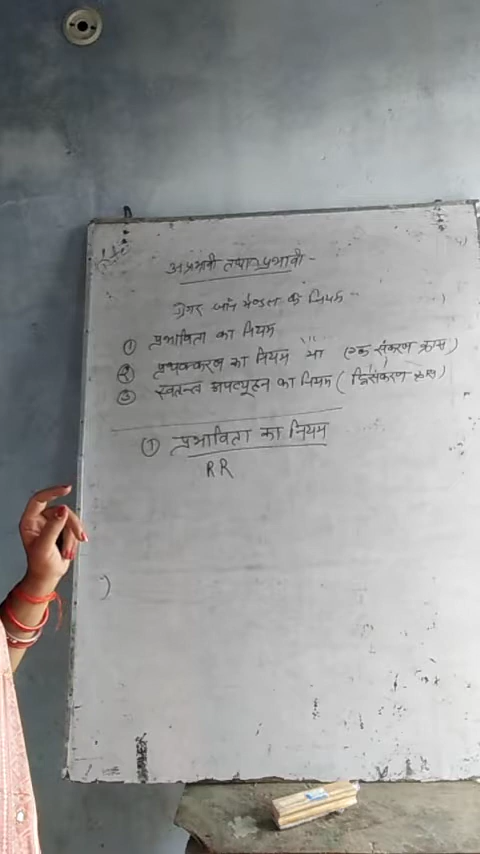 अप्रभावी तथा प्रभावी -
ग्रेगर जॉन मेण्डल के नियम -
① प्रभाविता का नियम
② प्रथक्करण का नियम या (एक संकरण क्रास)
③ स्वतन्त्र अपव्यूहन का नियम (द्विसंकरण क्रास)
① प्रभाविता का नियम
RR